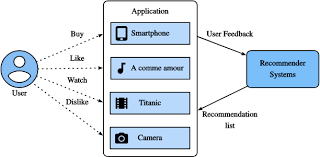 Application
Buy
Smartphone
User Feedback
Like
A comme amour
Recommender
Systems
User
Watch
Titanic
Dislike
Recommendation
list
Camera